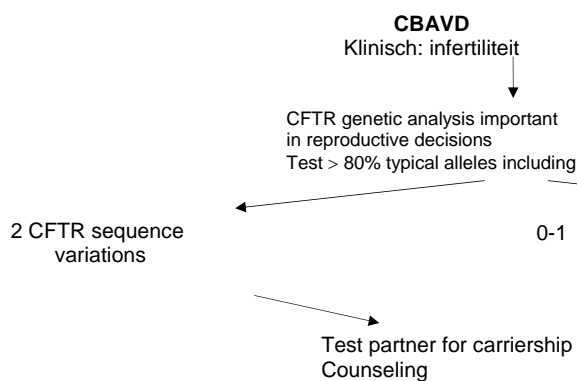 CBAVD
Klinisch: infertiliteit
CFTR genetic analysis important
in reproductive decisions
Test > 80% typical alleles including
2 CFTR sequence
variations
0-1
Test partner for carriership
Counseling